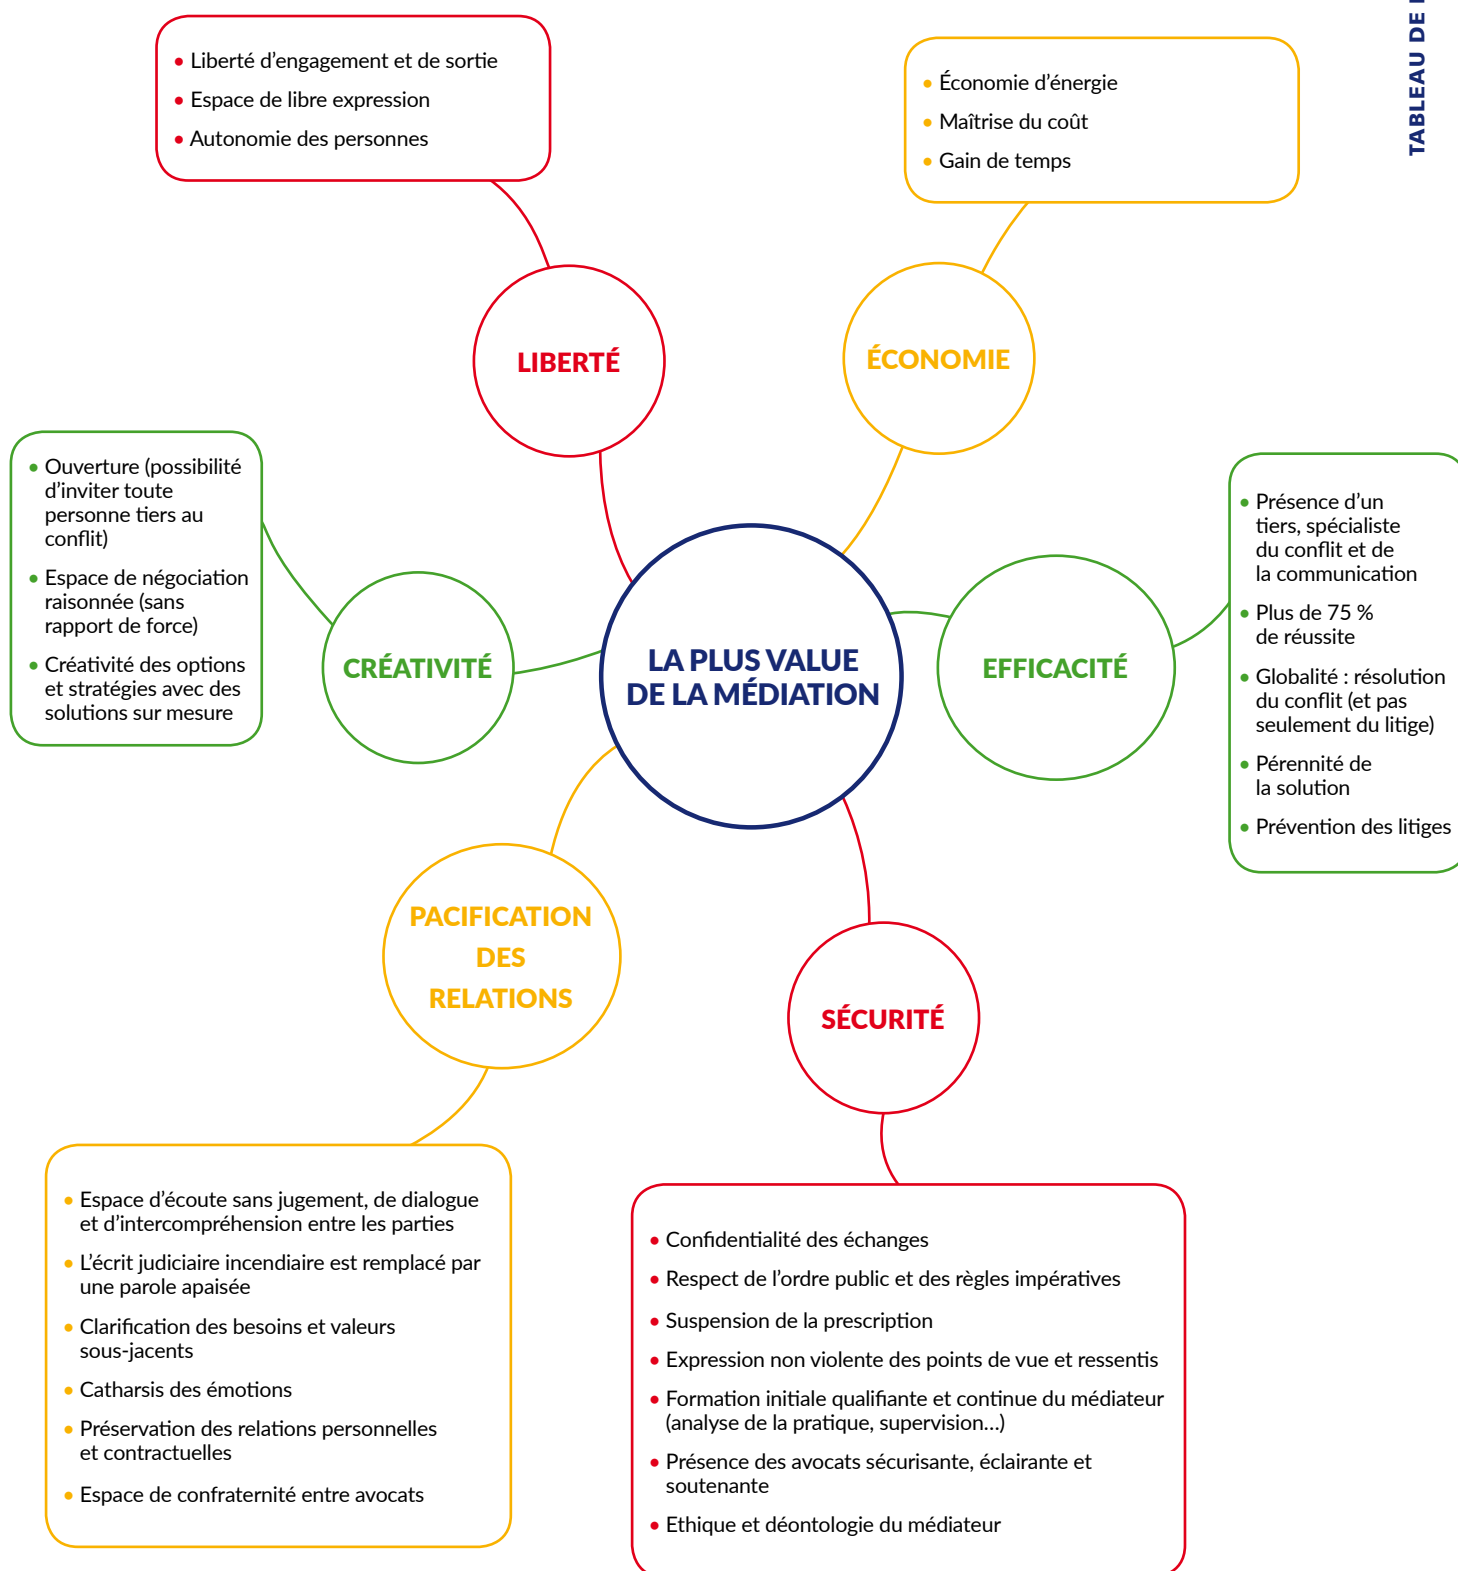 TABLEAU DE
• Liberté d'engagement et de sortie
• Espace de libre expression
• Autonomie des personnes
• Économie d'énergie
• Maîtrise du coût
• Gain de temps
LIBERTÉ
ÉCONOMIE
• Ouverture (possibilité
d'inviter toute
personne tiers au
conflit)
• Espace de négociation
raisonnée (sans
rapport de force)
• Créativité des options
et stratégies avec des
solutions sur mesure
CRÉATIVITÉ
LA PLUS VALUE
DE LA MÉDIATION
EFFICACITÉ
• Présence d'un
tiers, spécialiste
du conflit et de
la communication
• Plus de 75 %
de réussite
• Globalité : résolution
du conflit (et pas
seulement du litige)
• Pérennité de
la solution
• Prévention des litiges
PACIFICATION
DES
RELATIONS
SÉCURITÉ
• Espace d'écoute sans jugement, de dialogue
et d'intercompréhension entre les parties
• L'écrit judiciaire incendiaire est remplacé par
une parole apaisée
• Clarification des besoins et valeurs
sous-jacents
• Catharsis des émotions
• Préservation des relations personnelles
et contractuelles
• Espace de confraternité entre avocats
• Confidentialité des échanges
• Respect de l'ordre public et des règles impératives
• Suspension de la prescription
• Expression non violente des points de vue et ressentis
• Formation initiale qualifiante et continue du médiateur
(analyse de la pratique, supervision...)
• Présence des avocats sécurisante, éclairante et
soutenante
• Ethique et déontologie du médiateur